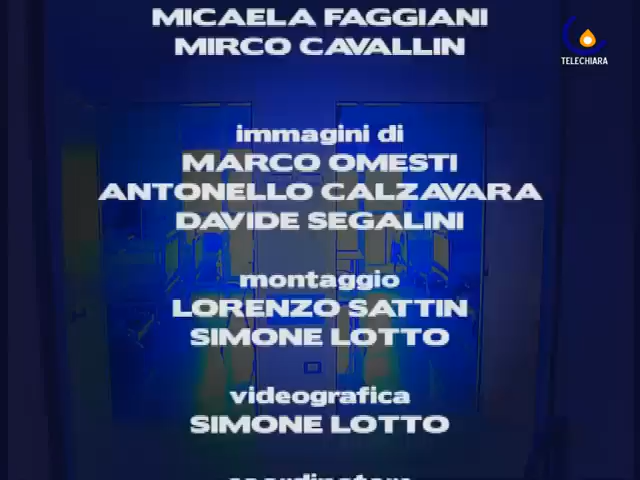 MICAELA FAGGIANI
MIRCO CAVALLIN
TELECHIARA
immagini di
MARCO OMESTI
ANTONELLO CALZAVARA
DAVIDE SEGALINI
montaggio
LORENZO SATTIN
SIMONE LOTTO
videografica
SIMONE LOTTO